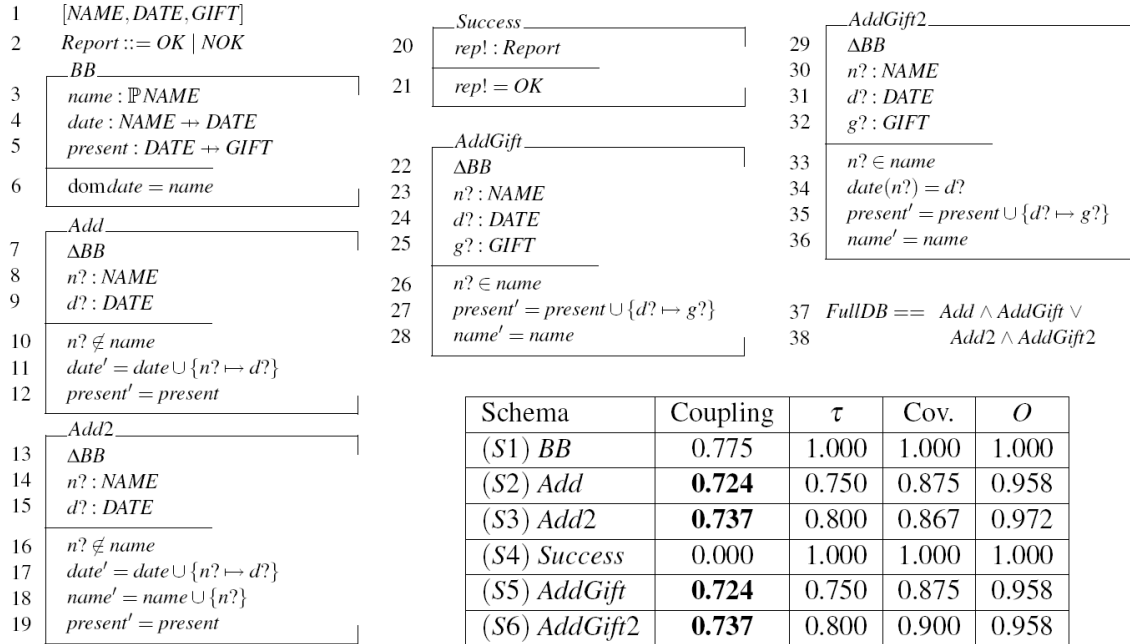 1 [NAME, DATE, GIFT]
2 Report ::= OK | NOK
BB
3 name : ℙ NAME
4 date : NAME ⇸ DATE
5 present : DATE ⇸ GIFT
6 dom date = name
Add
7 ΔBB
8 n? : NAME
9 d? : DATE
10 n? ∉ name
11 date′ = date ∪ {n? ↦ d?}
12 present′ = present
Add2
13 ΔBB
14 n? : NAME
15 d? : DATE
16 n? ∉ name
17 date′ = date ∪ {n? ↦ d?}
18 name′ = name ∪ {n?}
19 present′ = present
Success
20 rep! : Report
21 rep! = OK
AddGift
22 ΔBB
23 n? : NAME
24 d? : DATE
25 g? : GIFT
26 n? ∈ name
27 present′ = present ∪ {d? ↦ g?}
28 name′ = name
AddGift2
29 ΔBB
30 n? : NAME
31 d? : DATE
32 g? : GIFT
33 n? ∈ name
34 date(n?) = d?
35 present′ = present ∪ {d? ↦ g?}
36 name′ = name
37 FullDB == Add ∧ AddGift ∨
38 Add2 ∧ AddGift2
Schema Coupling τ Cov. O
(S1) BB 0.775 1.000 1.000 1.000
(S2) Add 0.724 0.750 0.875 0.958
(S3) Add2 0.737 0.800 0.867 0.972
(S4) Success 0.000 1.000 1.000 1.000
(S5) AddGift 0.724 0.750 0.875 0.958
(S6) AddGift2 0.737 0.800 0.900 0.958